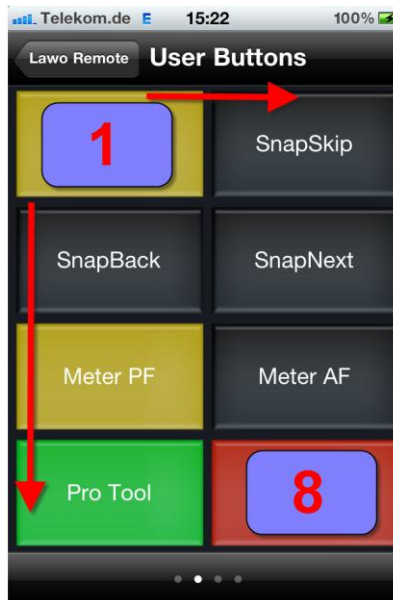 Telekom.de E 15:22 100%
Lawo Remote User Buttons
1 SnapSkip
SnapBack SnapNext
Meter PF Meter AF
Pro Tool 8